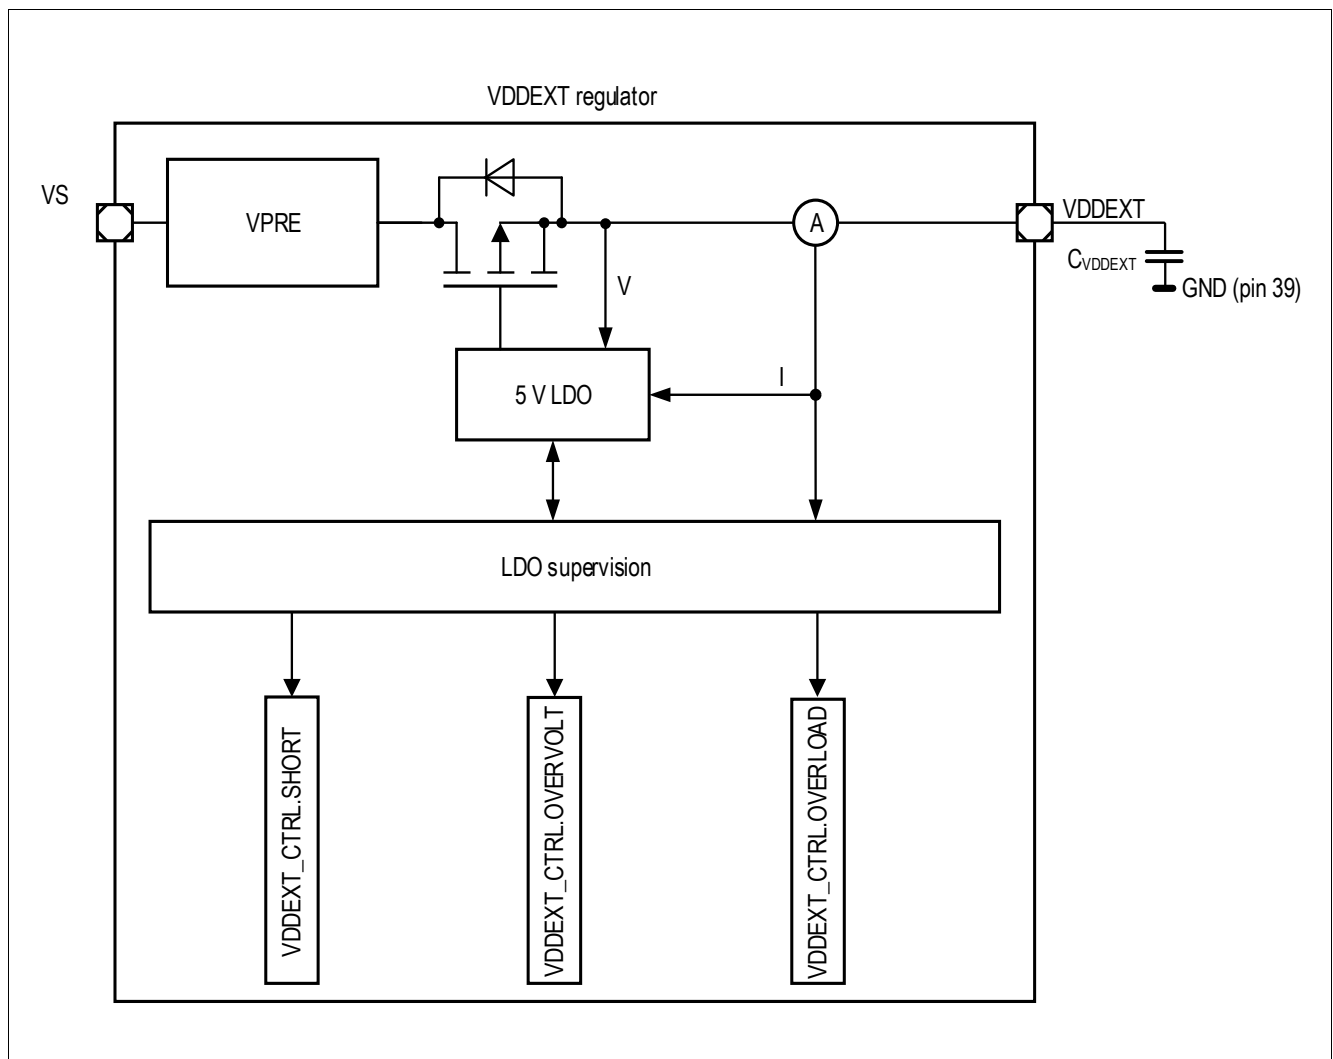 VDDEXT regulator
VS
VPRE
A
VDDEXT
CVDDEXT
GND (pin 39)
V
5 V LDO
I
LDO supervision
VDDEXT_CTRL.SHORT
VDDEXT_CTRL.OVERVOLT
VDDEXT_CTRL.OVERLOAD